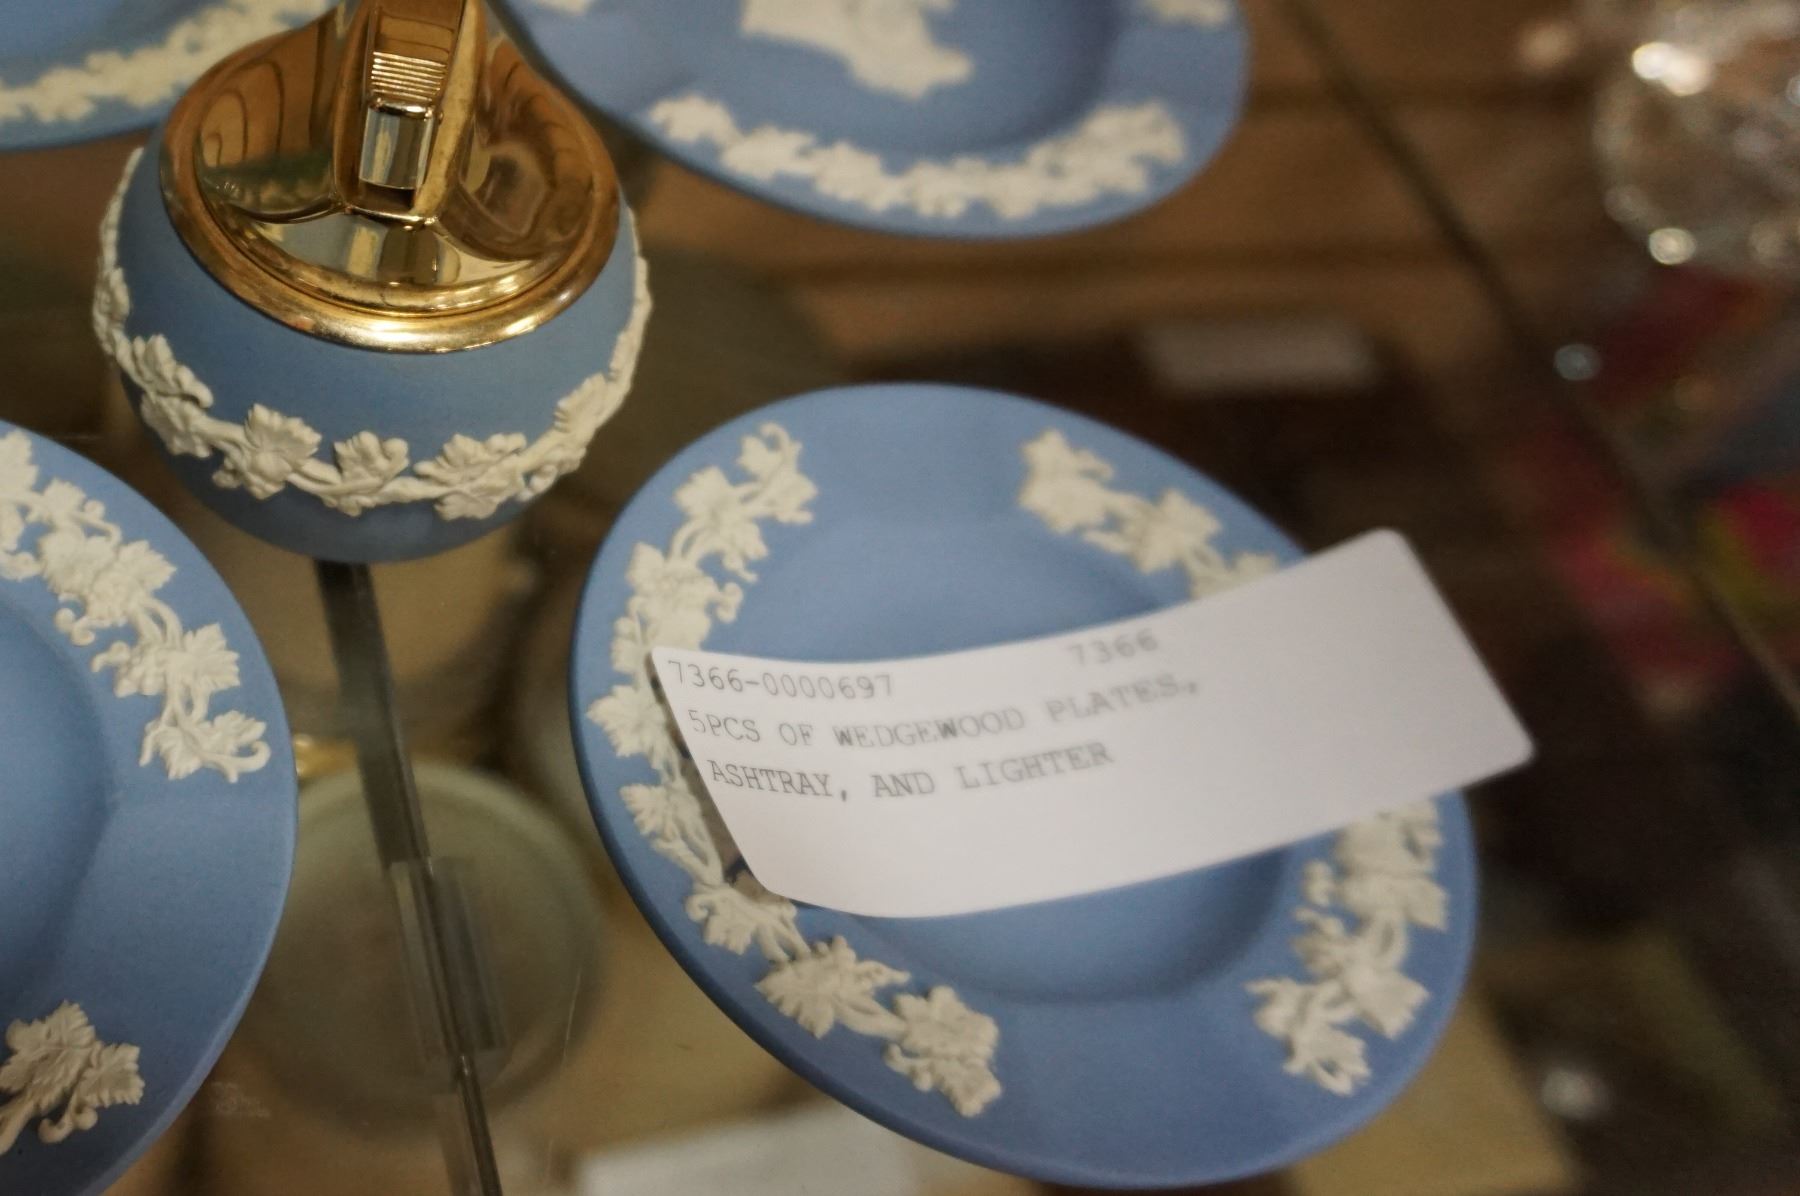 7366-0000697 7366
5PCS OF WEDGEWOOD PLATES,
ASHTRAY, AND LIGHTER